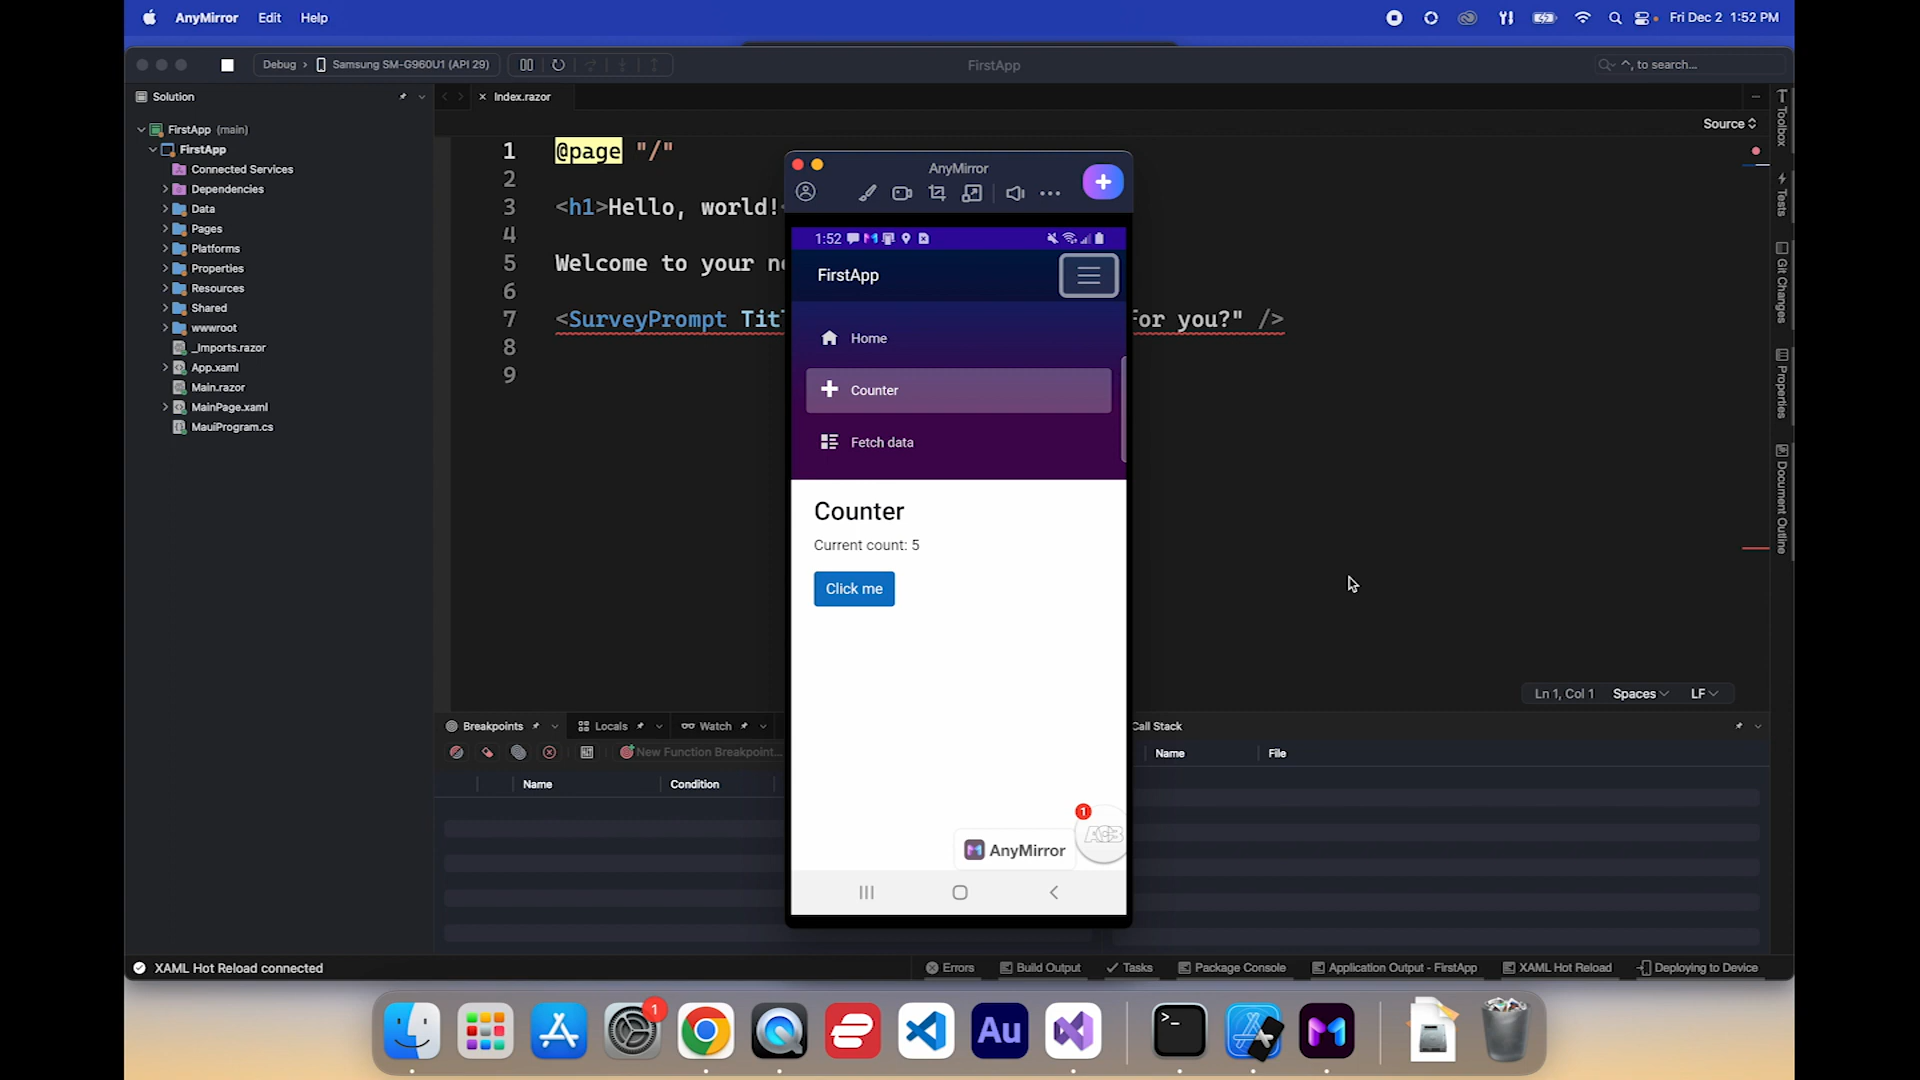 AnyMirror Edit Help Fri Dec 2 1:52 PM
Debug > Samsung SM-G960U1 (API 29) FirstApp ^, to search...
Solution Index.razor
Source
FirstApp (main)
FirstApp
Connected Services
Dependencies
Data
Pages
Platforms
Properties
Resources
Shared
wwwroot
_Imports.razor
App.xaml
Main.razor
MainPage.xaml
MauiProgram.cs
1 @page "/"
2
3 <h1>Hello, world!
4
5 Welcome to your
6
7 <SurveyPrompt for you?" />
8
9
AnyMirror
1:52
FirstApp
Home
Counter
Fetch data
Counter
Current count: 5
Click me
1
AC3
AnyMirror
Toolbox
Tests
Git Changes
Properties
Document Outline
Ln 1, Col 1 Spaces LF
Breakpoints Locals Watch Call Stack
New Function Breakpoint...
Name Condition
Name File
XAML Hot Reload connected Errors Build Output Tasks Package Console Application Output - FirstApp XAML Hot Reload Deploying to Device
1
Au
>_